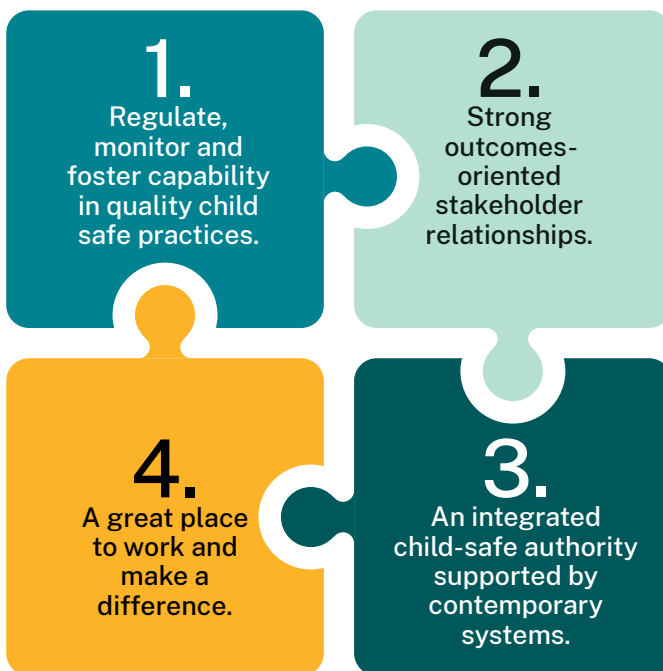 1.
Regulate,
monitor and
foster capability
in quality child
safe practices.
2.
Strong
outcomes-
oriented
stakeholder
relationships.
3.
An integrated
child-safe authority
supported by
contemporary
systems.
4.
A great place
to work and
make a
difference.